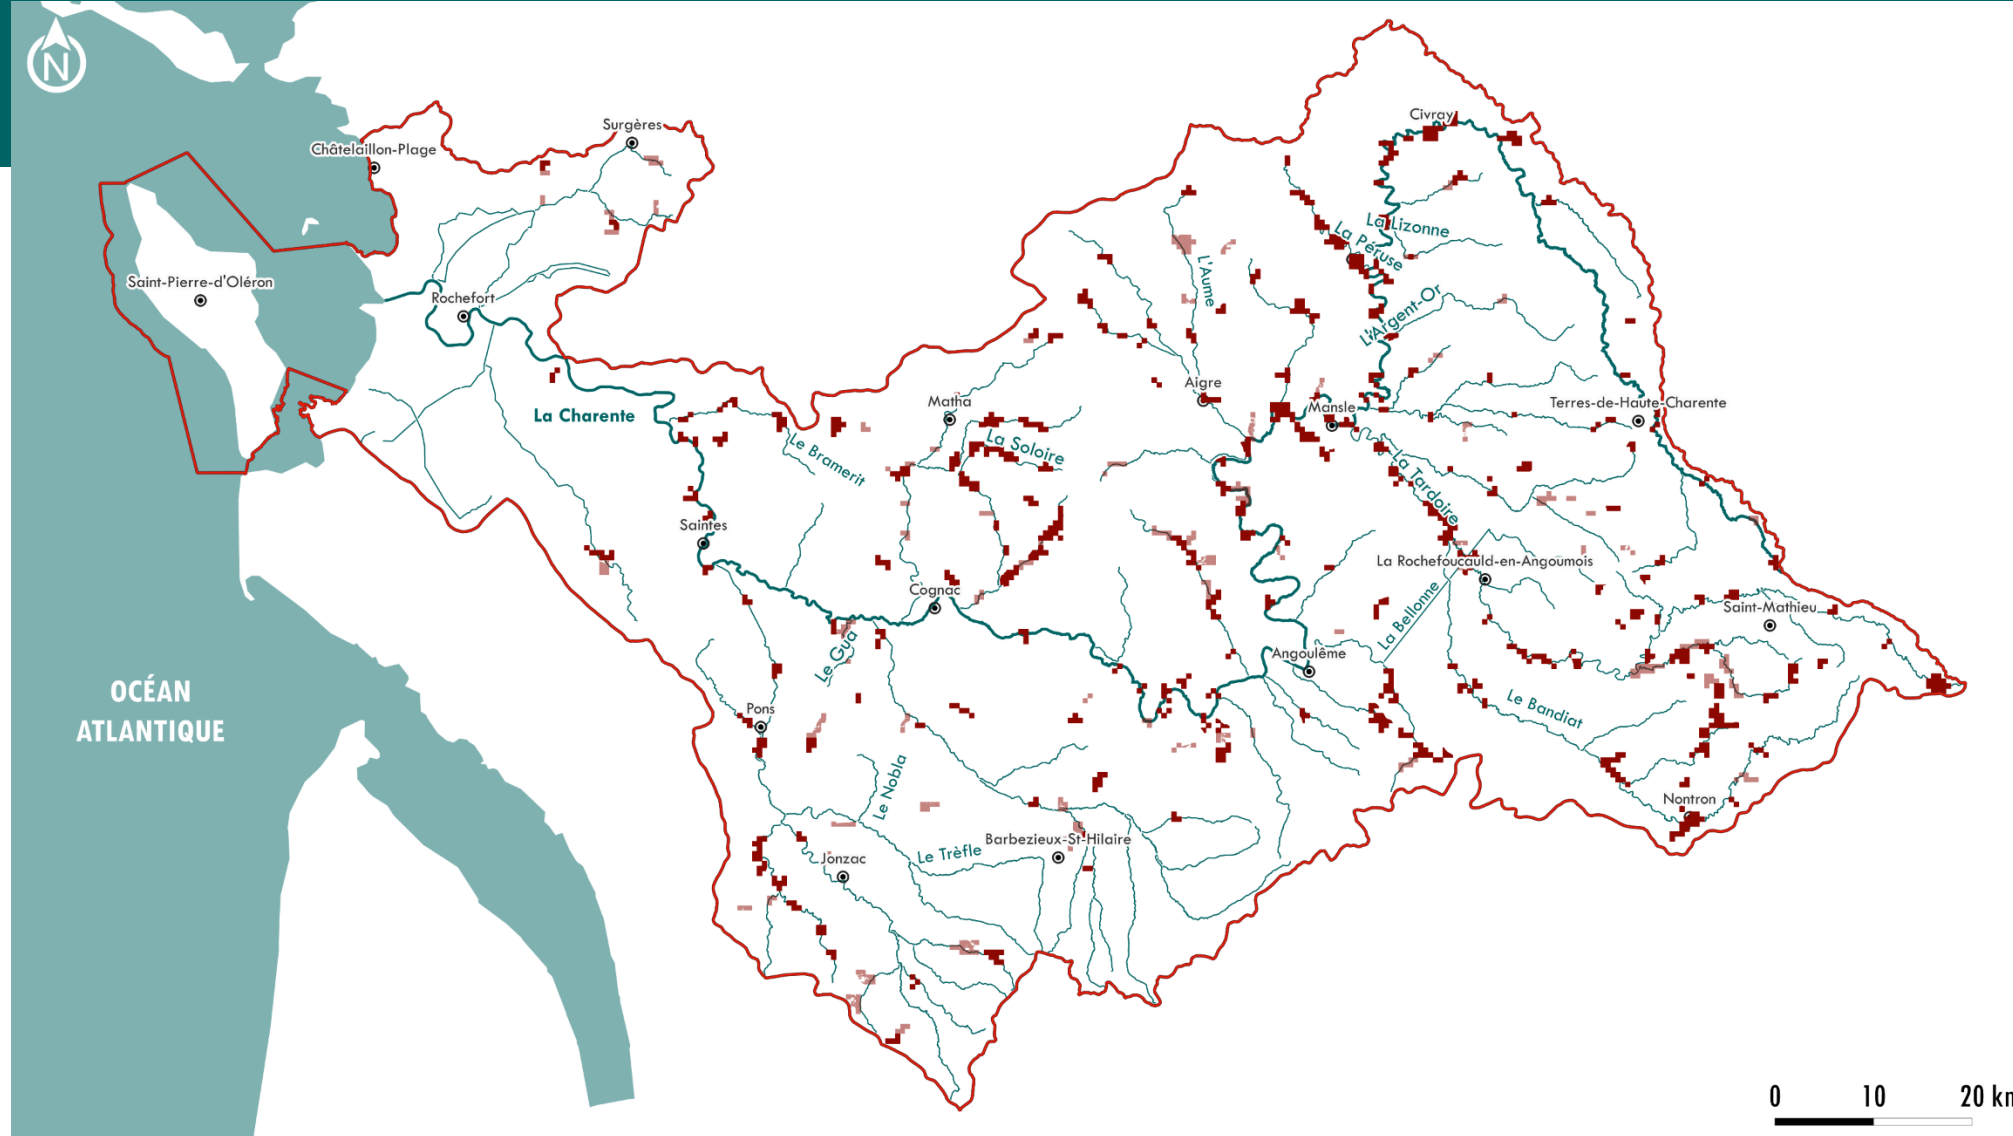 N
Civray
Surgères
Châtelaillon-Plage
La Lizonne
La Péruse
Saint-Pierre-d'Oléron
L'Aume
Rochefort
L'Argent-Or
Aigre
Matha
Mansle
Terres-de-Haute-Charente
La Charente
Le Bramerit
La Soloire
La Tardoire
Saintes
La Rochefoucauld-en-Angoumois
Cognac
La Bellonne
Saint-Mathieu
Le Gua
Angoulême
OCÉAN
ATLANTIQUE
Pons
Le Bandiat
Le Nobla
Nontron
Barbezieux-St-Hilaire
Le Trèfle
Jonzac
0 10 20 km